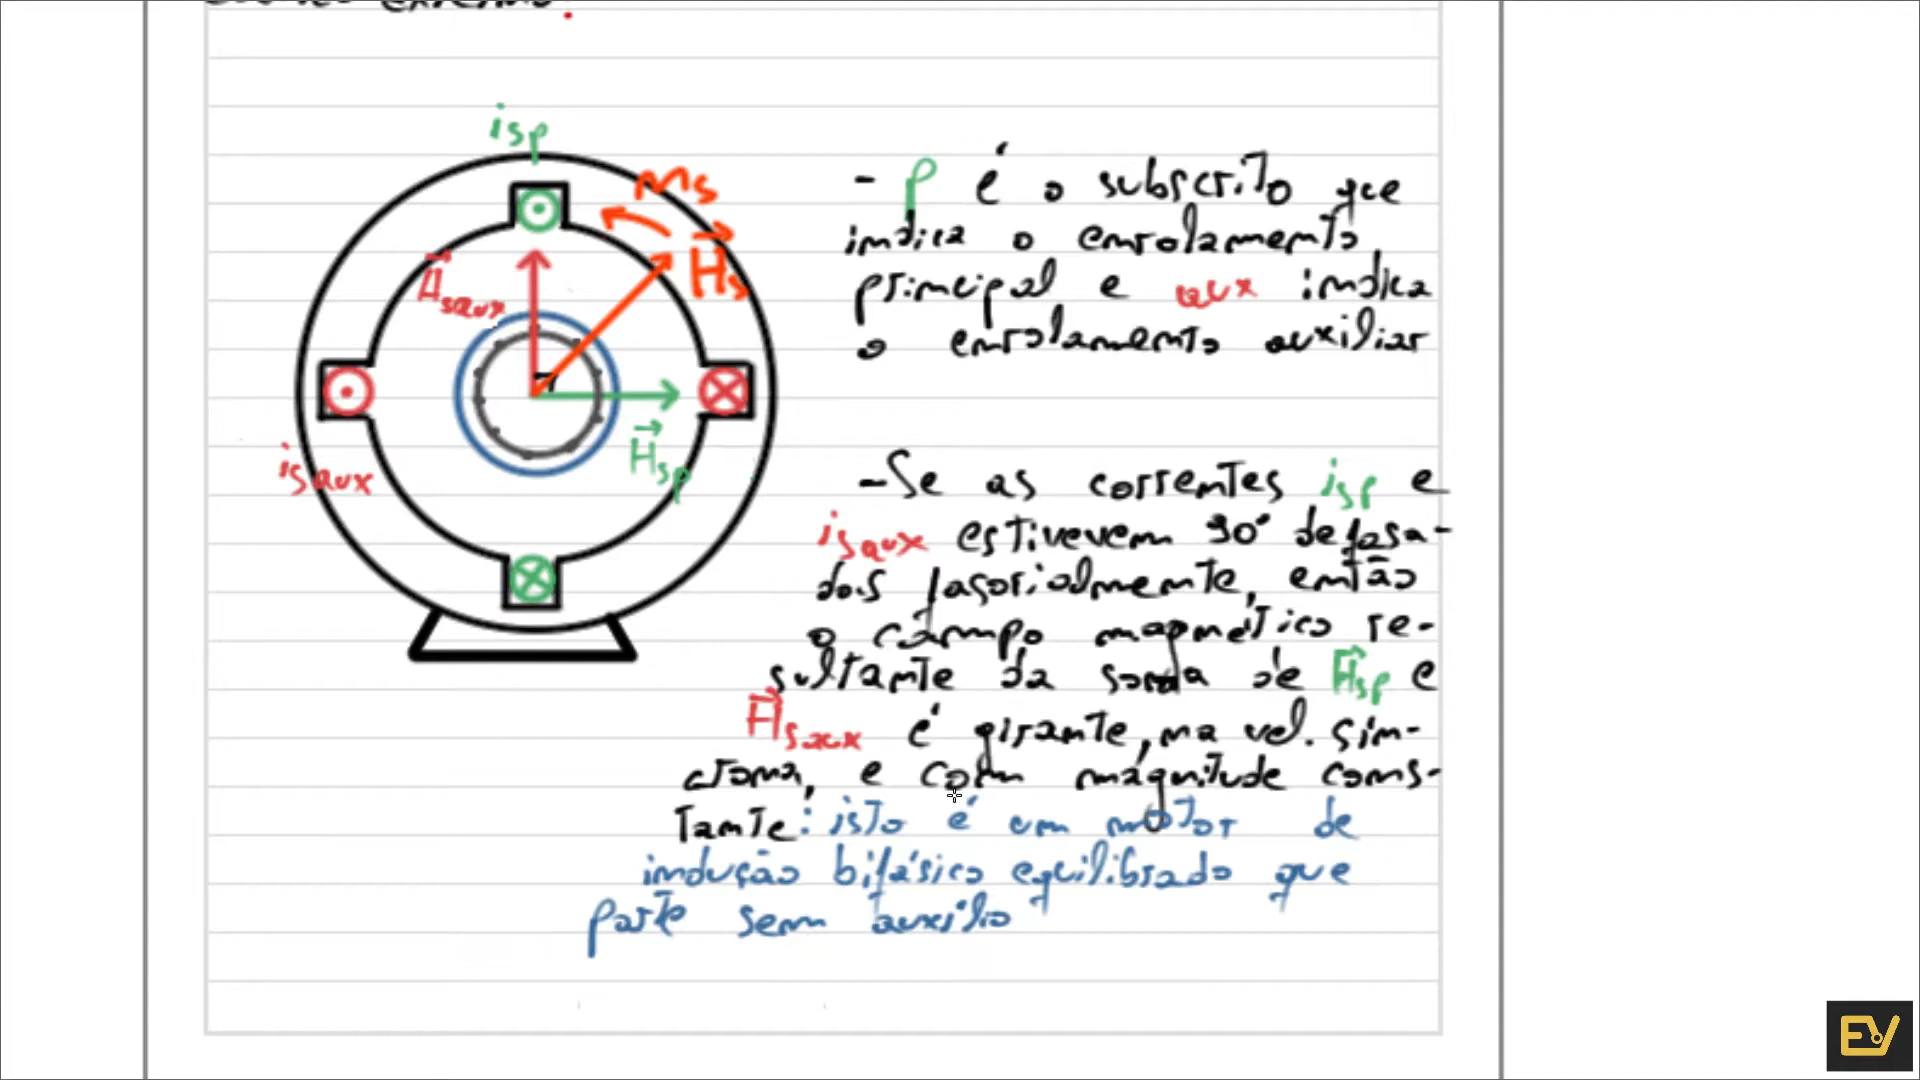 isp
ns
Hs
Hsaux
isaux
Hsp
- p é o subscrito que
indica o enrolamento
principal e aux indica
o enrolamento auxiliar
- Se as correntes isp e
isaux estiverem 90° defasa-
dos fasorialmente, então
o campo magnético re-
sultante da soma de Hsp e
Hsaux é girante, na vel. sín-
crona, e com magnitude cons-
tante: isto é um motor de
indução bifásico equilibrado que
parte sem auxílio
EV